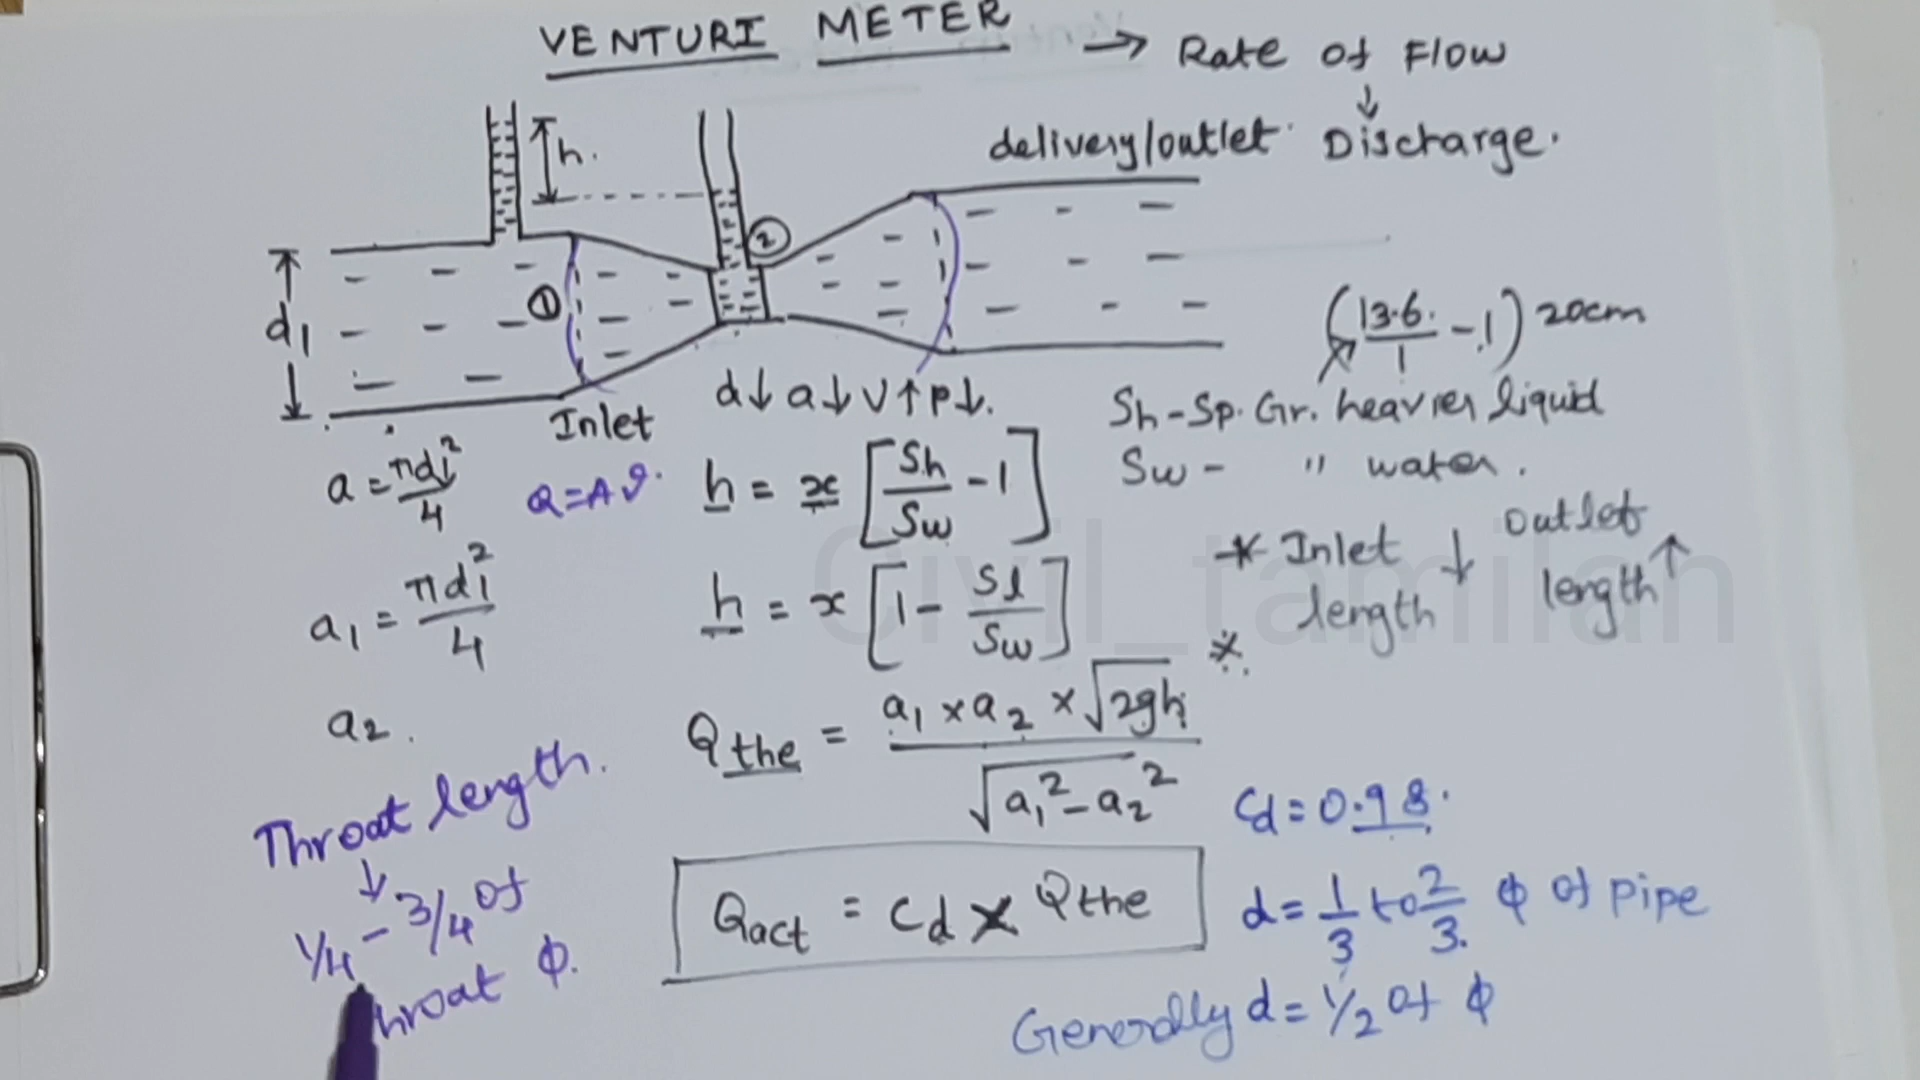 VENTURI METER → Rate of Flow
↓
delivery/outlet Discharge.
h.
②
①
d₁
(13.6/1 - 1) 20cm
Inlet
d↓ a↓ v↑ P↓.
Sh - Sp. Gr. heavier liquid
Sw - " water.
a = πd₁²/4
Q = Aϑ.
h = x [Sh/Sw - 1]
* Inlet length ↓ Outlet length ↑
a₁ = πd₁²/4
h = x [1 - Sl/Sw]
*
a₂.
Qthe = a₁ × a₂ × √2gh / √a₁² - a₂²
Throat length.
↓
1/4 - 3/4 of
throat ϕ.
Cd = 0.98.
Qact = Cd × Qthe
d = 1/3 to 2/3. ϕ of pipe
Generally d = 1/2 of ϕ
Civil_tamilan